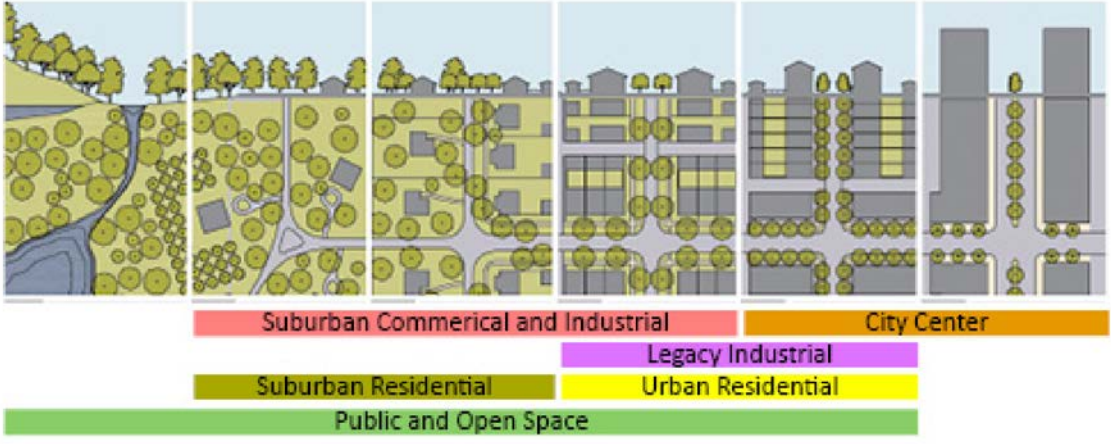 Suburban Commerical and Industrial
City Center
Legacy Industrial
Suburban Residential
Urban Residential
Public and Open Space